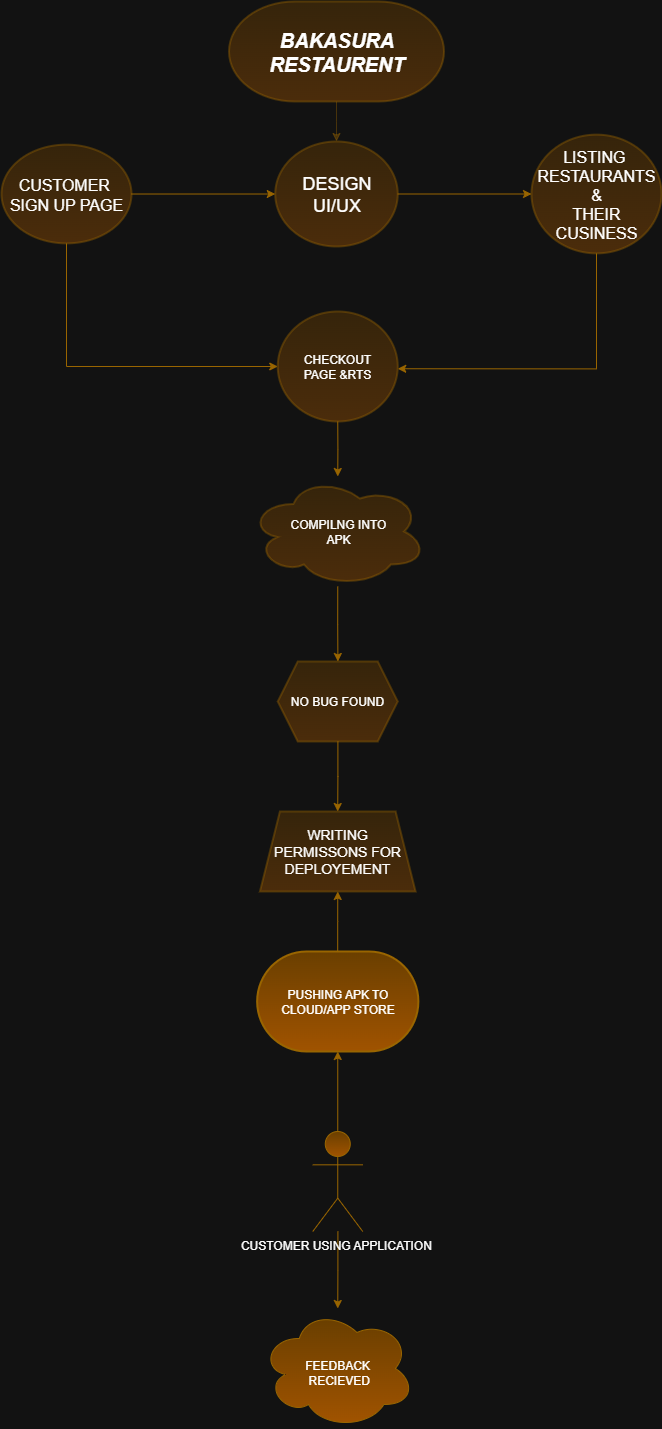 BAKASURA
RESTAURENT
CUSTOMER
SIGN UP PAGE
DESIGN
UI/UX
LISTING
RESTAURANTS
&
THEIR
CUSINESS
CHECKOUT
PAGE &RTS
COMPILNG INTO
APK
NO BUG FOUND
WRITING
PERMISSONS FOR
DEPLOYEMENT
PUSHING APK TO
CLOUD/APP STORE
CUSTOMER USING APPLICATION
FEEDBACK
RECIEVED